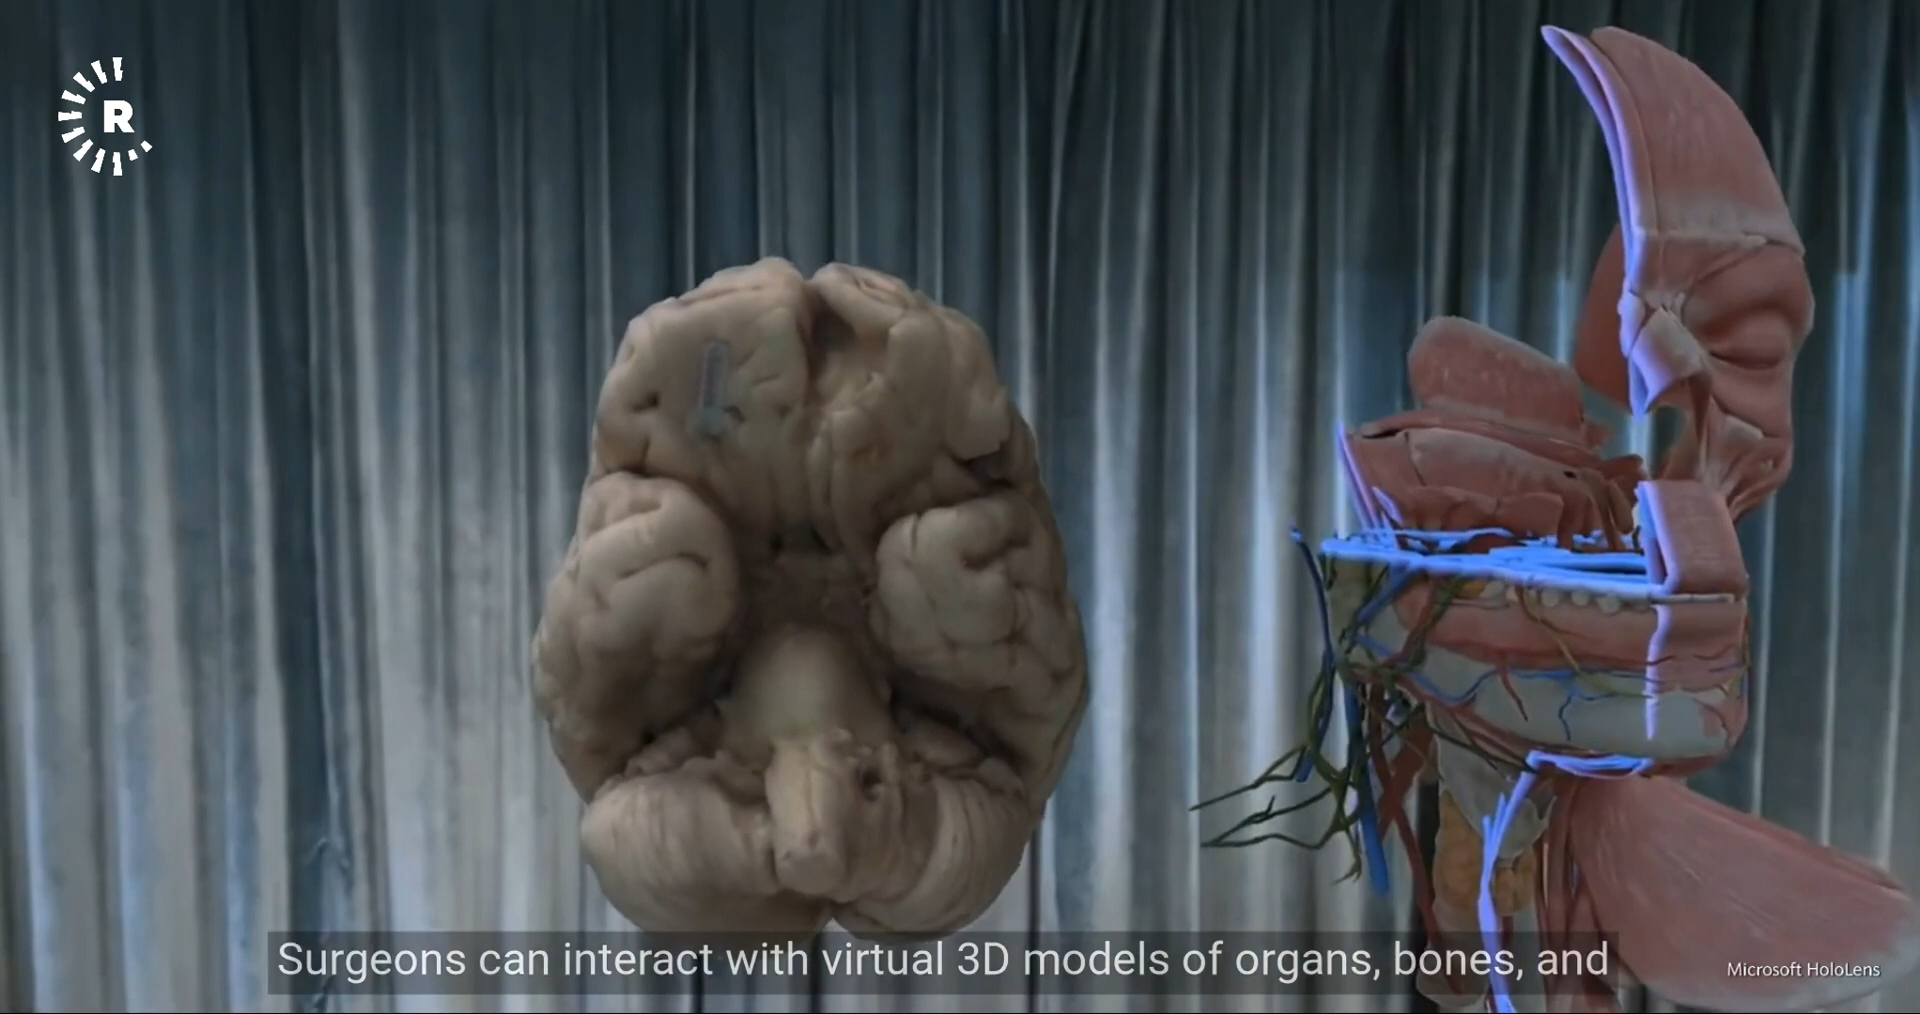 R
Surgeons can interact with virtual 3D models of organs, bones, and
Microsoft HoloLens